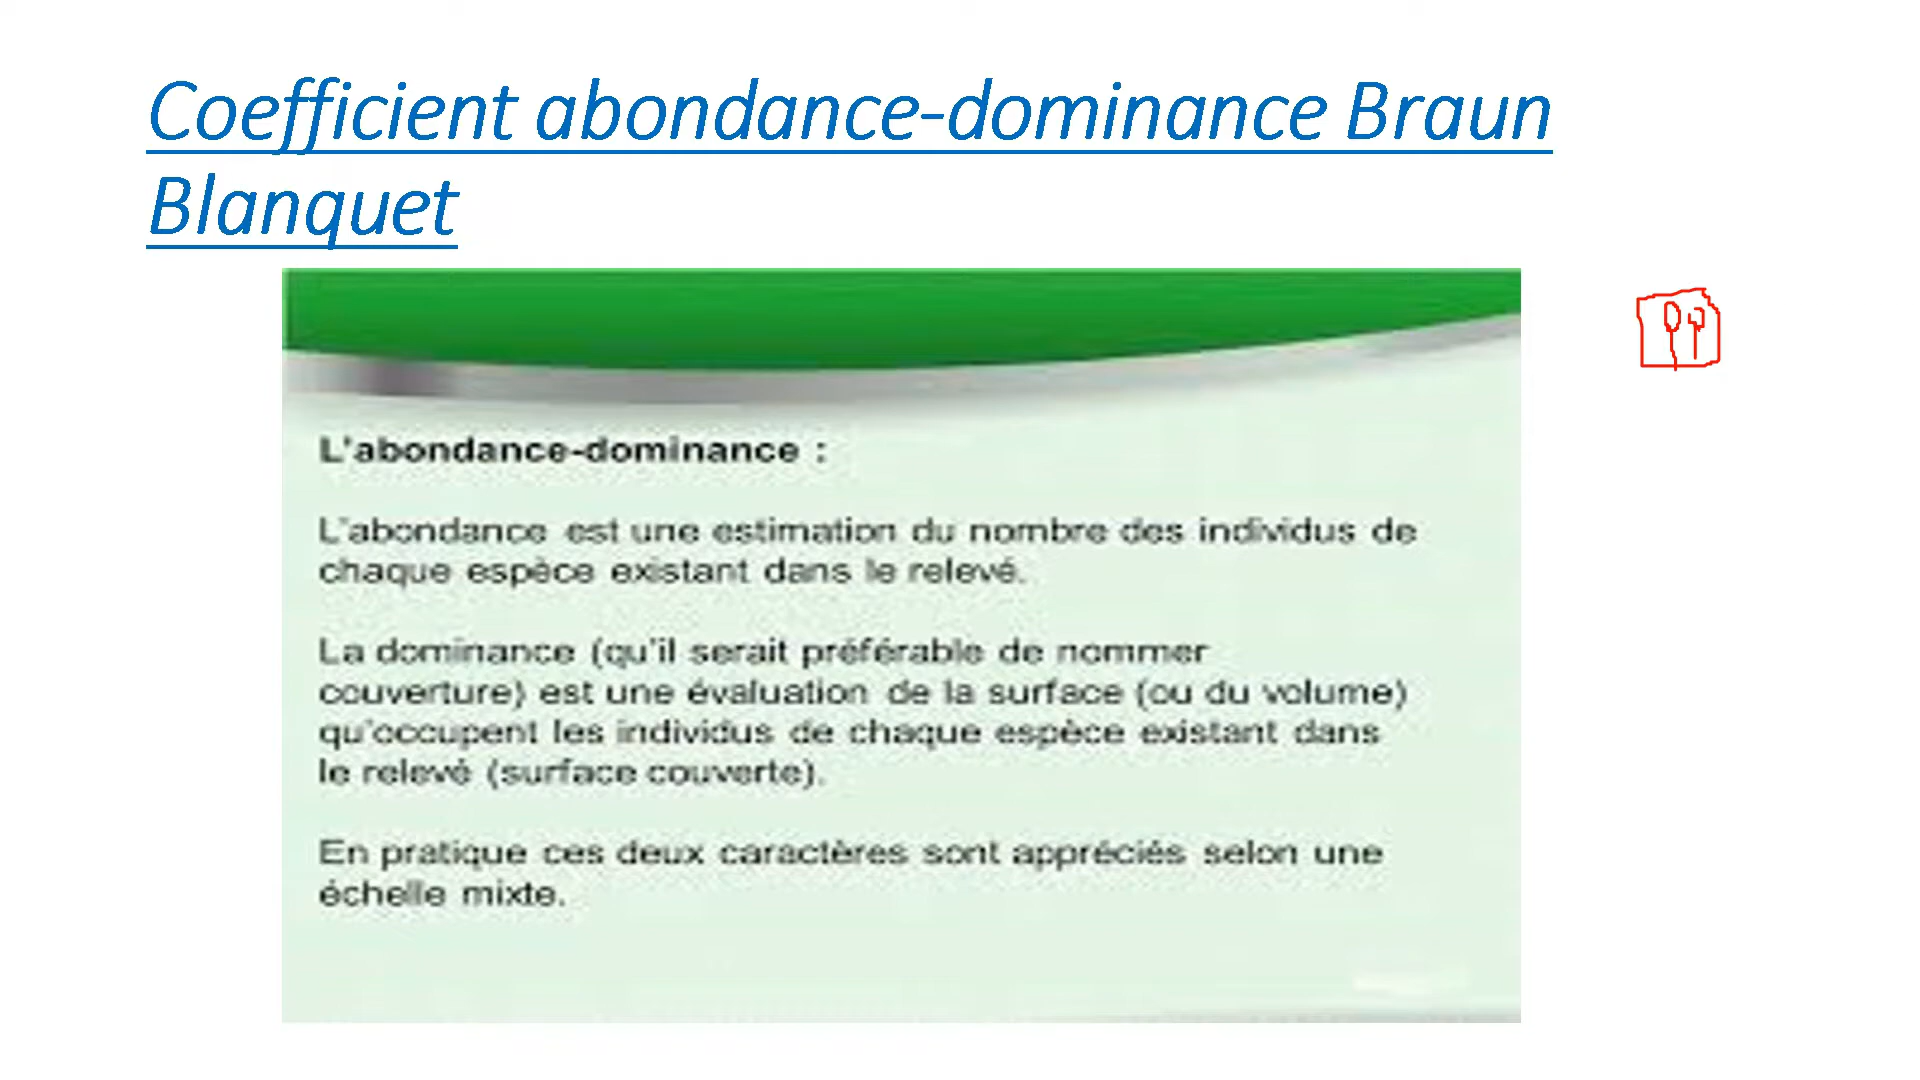 Coefficient abondance-dominance Braun
Blanquet
L'abondance-dominance :
L'abondance est une estimation du nombre des individus de
chaque espèce existant dans le relevé.
La dominance (qu'il serait préférable de nommer
couverture) est une évaluation de la surface (ou du volume)
qu'occupent les individus de chaque espèce existant dans
le relevé (surface couverte).
En pratique ces deux caractères sont appréciés selon une
échelle mixte.